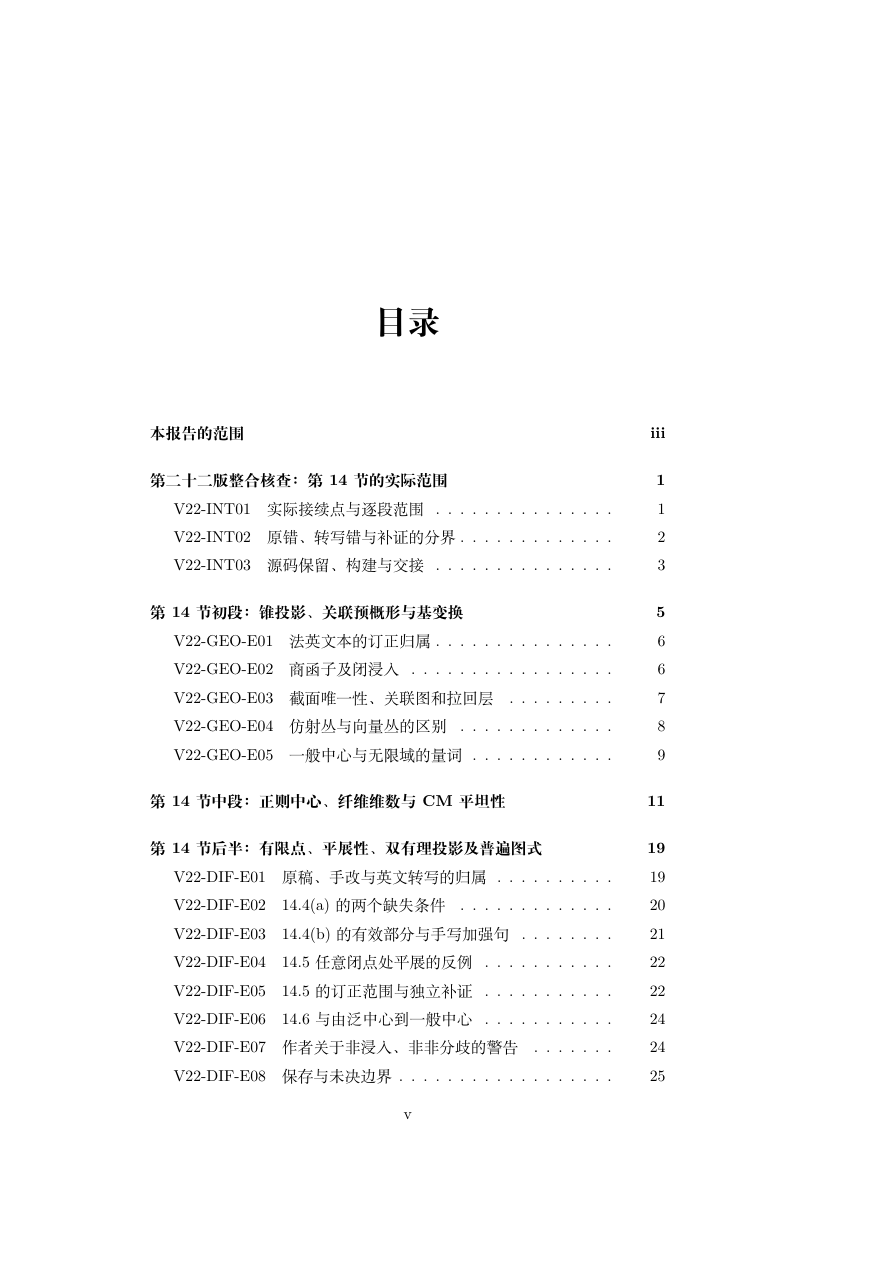 目录
本报告的范围 iii
第二十二版整合核查：第 14 节的实际范围 1
V22-INT01 实际接续点与逐段范围 . . . . . . . . . . . . . . . 1
V22-INT02 原错、转写错与补证的分界 . . . . . . . . . . . . . 2
V22-INT03 源码保留、构建与交接 . . . . . . . . . . . . . . . 3
第 14 节初段：锥投影、关联预概形与基变换 5
V22-GEO-E01 法英文本的订正归属 . . . . . . . . . . . . . . . 6
V22-GEO-E02 商函子及闭浸入 . . . . . . . . . . . . . . . . . 6
V22-GEO-E03 截面唯一性、关联图和拉回层 . . . . . . . . . 7
V22-GEO-E04 仿射丛与向量丛的区别 . . . . . . . . . . . . . 8
V22-GEO-E05 一般中心与无限域的量词 . . . . . . . . . . . . 9
第 14 节中段：正则中心、纤维维数与 CM 平坦性 11
第 14 节后半：有限点、平展性、双有理投影及普遍图式 19
V22-DIF-E01 原稿、手改与英文转写的归属 . . . . . . . . . . 19
V22-DIF-E02 14.4(a) 的两个缺失条件 . . . . . . . . . . . . . 20
V22-DIF-E03 14.4(b) 的有效部分与手写加强句 . . . . . . . . 21
V22-DIF-E04 14.5 任意闭点处平展的反例 . . . . . . . . . . . 22
V22-DIF-E05 14.5 的订正范围与独立补证 . . . . . . . . . . . 22
V22-DIF-E06 14.6 与由泛中心到一般中心 . . . . . . . . . . . 24
V22-DIF-E07 作者关于非浸入、非非分歧的警告 . . . . . . . 24
V22-DIF-E08 保存与未决边界 . . . . . . . . . . . . . . . . . . 25
v